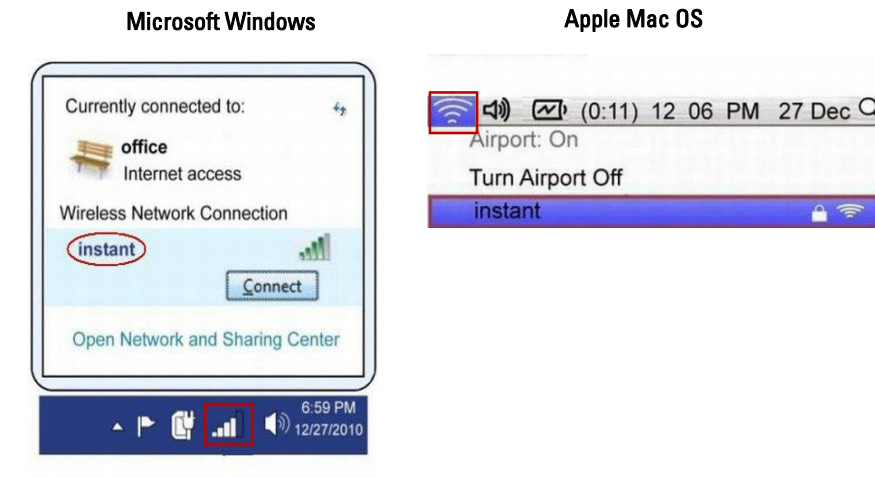 Microsoft Windows
Currently connected to:
office
Internet access
Wireless Network Connection
instant
Connect
Open Network and Sharing Center
6:59 PM
12/27/2010
Apple Mac OS
(0:11) 12 06 PM 27 Dec
Airport: On
Turn Airport Off
instant